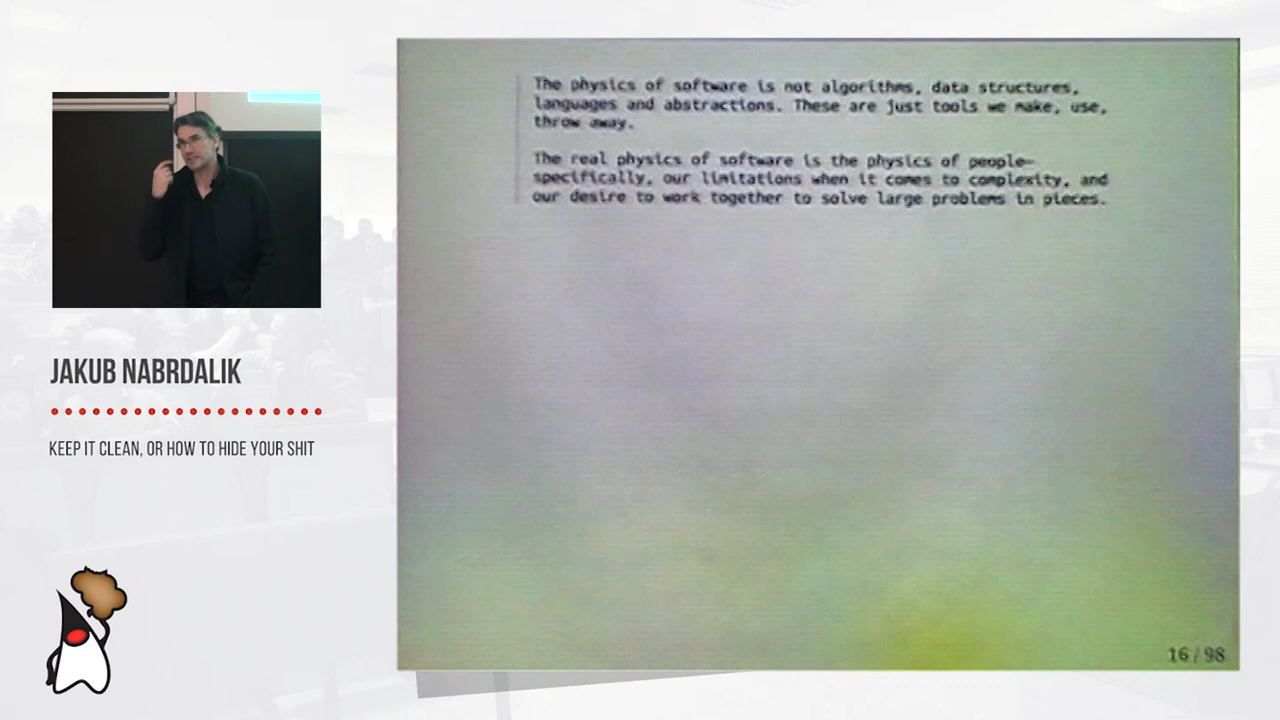 The physics of software is not algorithms, data structures,
languages and abstractions. These are just tools we make, use,
throw away.
The real physics of software is the physics of people–
specifically, our limitations when it comes to complexity, and
our desire to work together to solve large problems in pieces.
16 / 98
JAKUB NABRDALIK
KEEP IT CLEAN, OR HOW TO HIDE YOUR SHIT